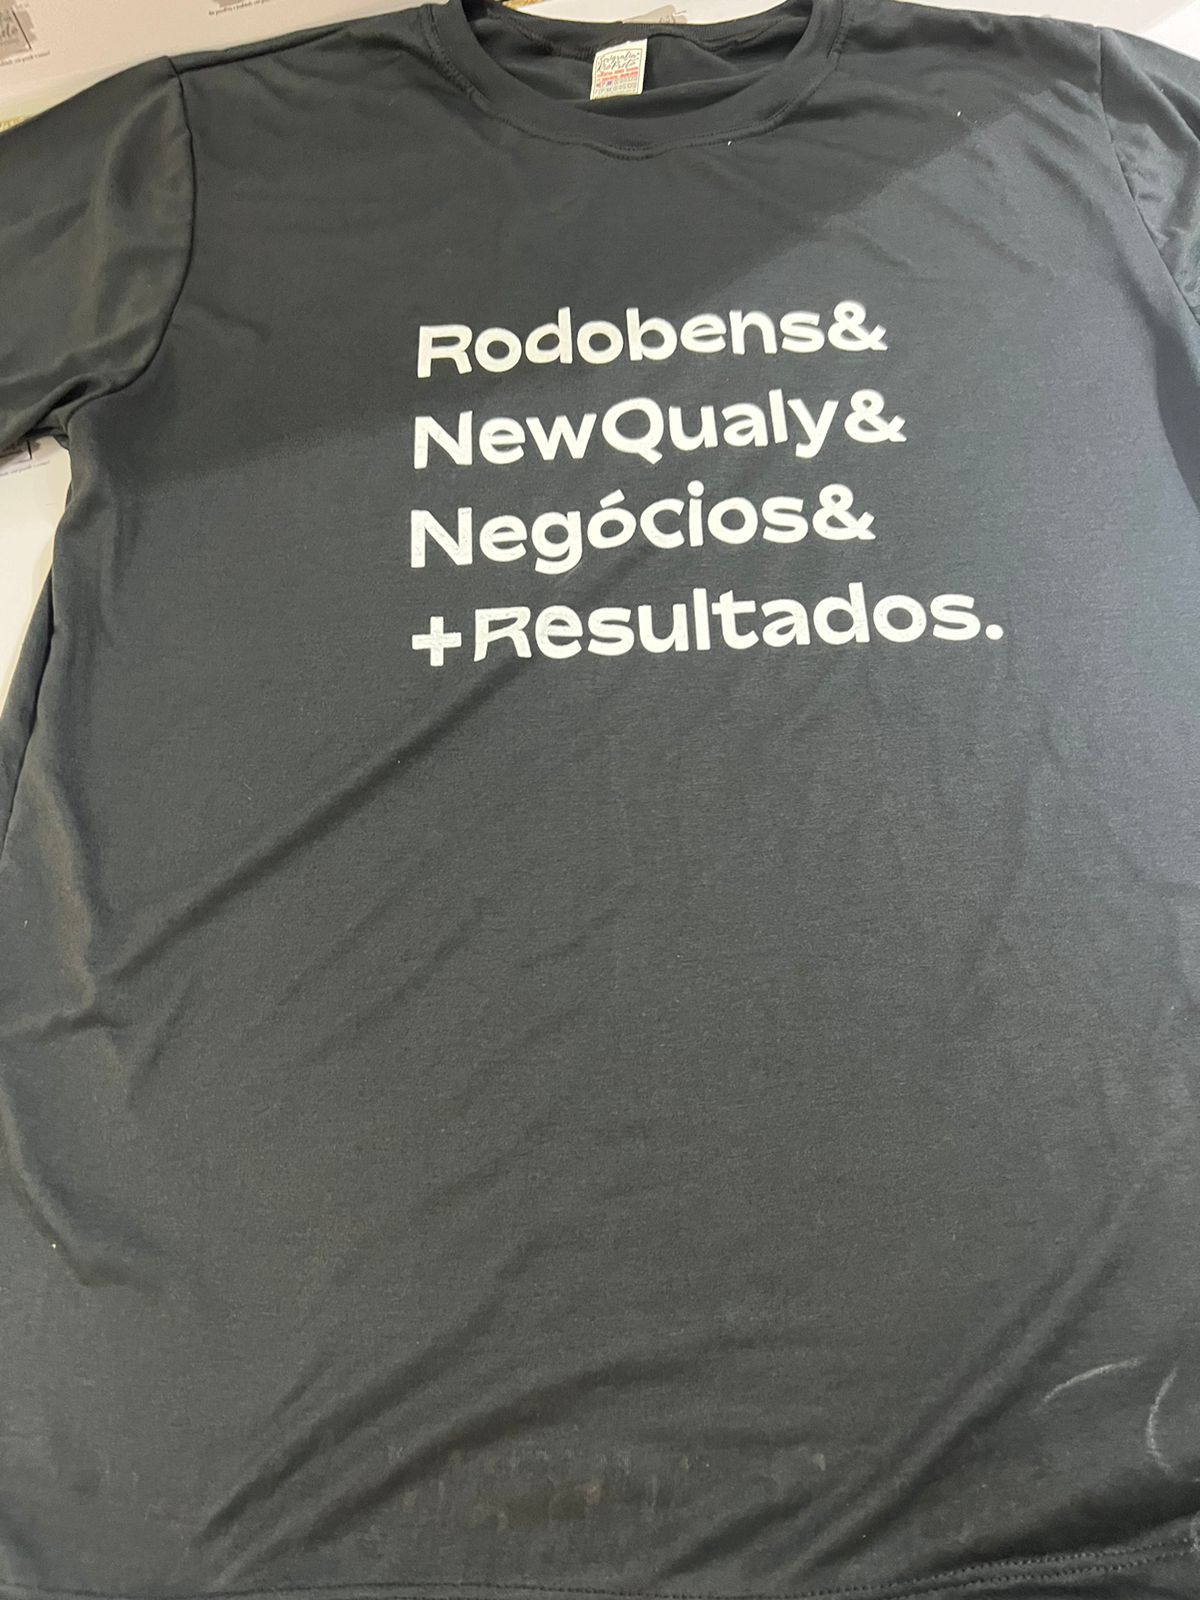 Rodobens&
NewQualy&
Negócios&
+Resultados.